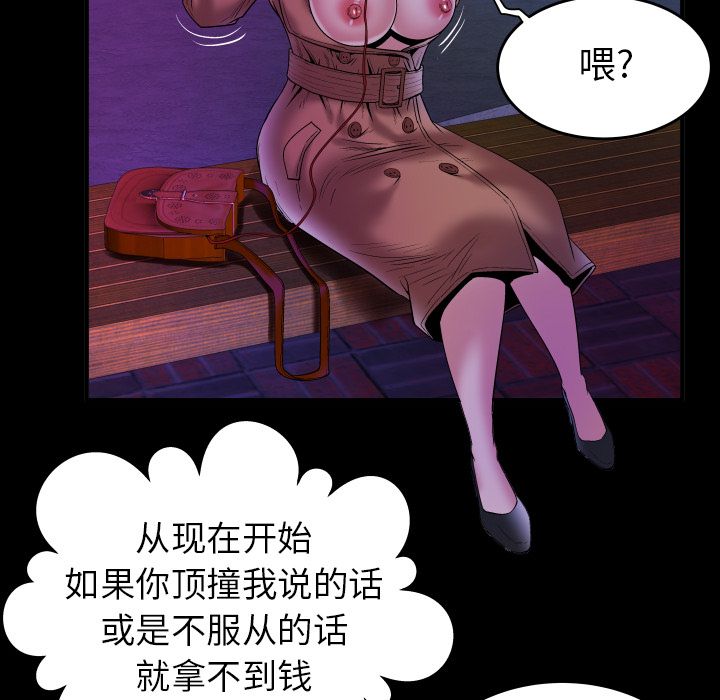 喂?
从现在开始
如果你顶撞我说的话
或是不服从的话
就拿不到钱